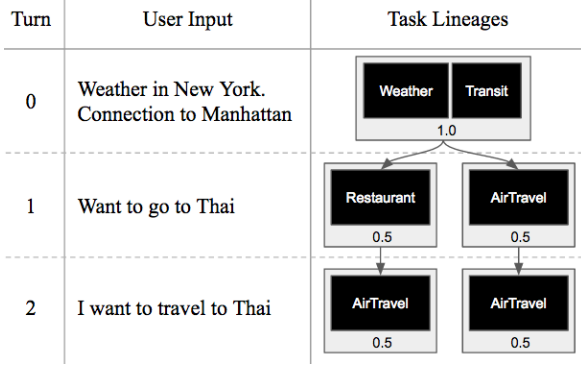 Turn User Input Task Lineages
0
Weather in New York.
Connection to Manhattan
Weather Transit
1.0
1
Want to go to Thai
Restaurant AirTravel
0.5 0.5
2
I want to travel to Thai
AirTravel AirTravel
0.5 0.5